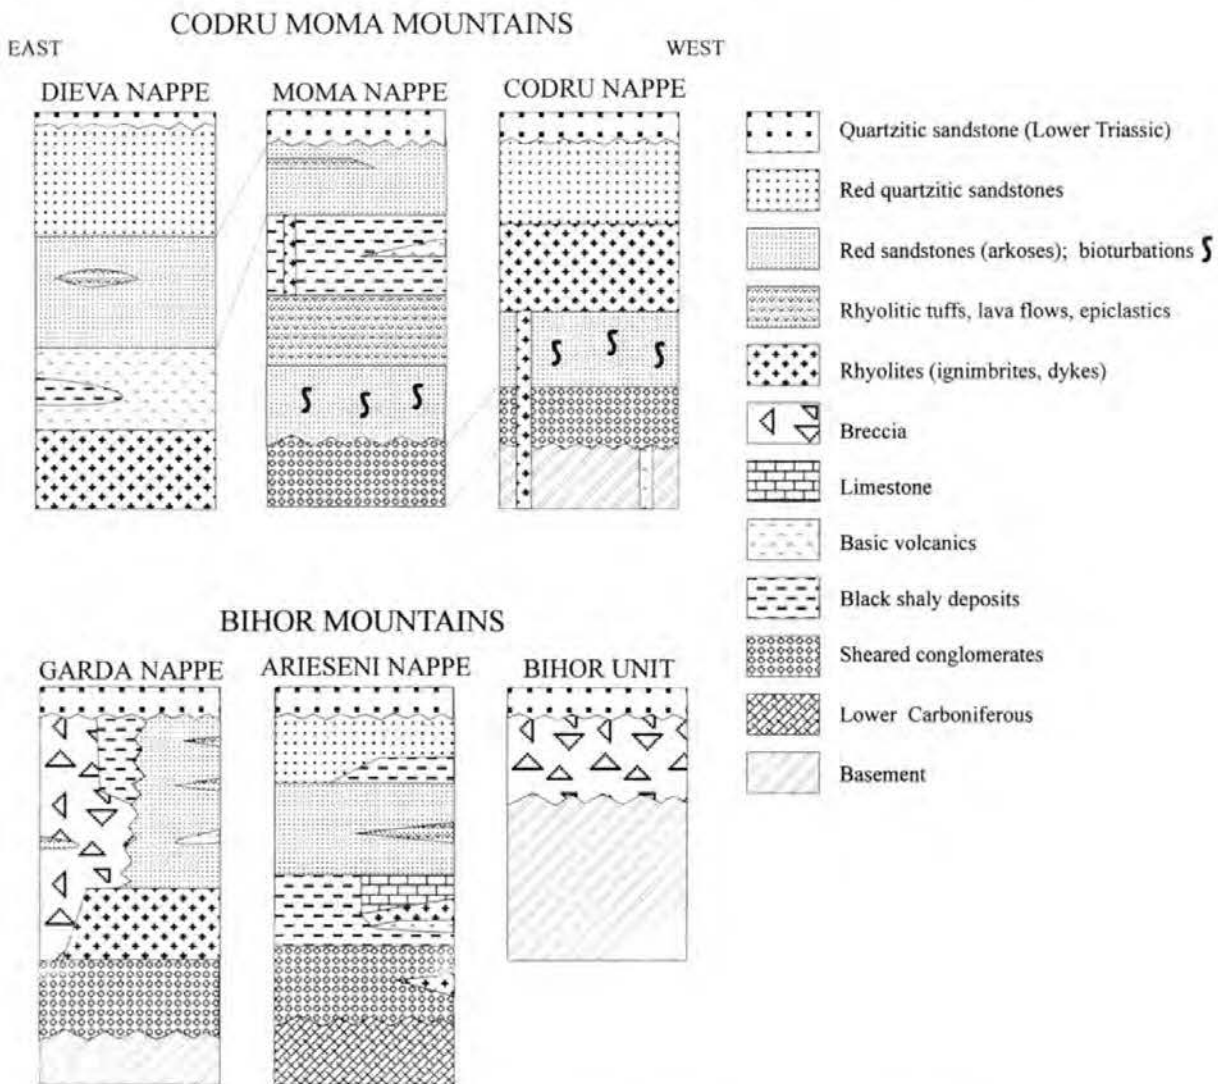 CODRU MOMA MOUNTAINS
EAST
WEST
DIEVA NAPPE
MOMA NAPPE
CODRU NAPPE
Quartzitic sandstone (Lower Triassic)
Red quartzitic sandstones
Red sandstones (arkoses); bioturbations
Rhyolitic tuffs, lava flows, epiclastics
Rhyolites (ignimbrites, dykes)
Breccia
Limestone
Basic volcanics
Black shaly deposits
Sheared conglomerates
Lower Carboniferous
Basement
BIHOR MOUNTAINS
GARDA NAPPE
ARIESENI NAPPE
BIHOR UNIT